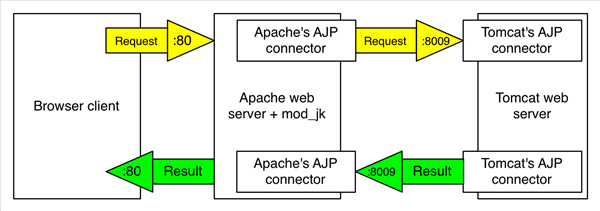 Request :80
Apache's AJP
connector
Request :8009
Tomcat's AJP
connector
Browser client
Apache web
server + mod_jk
Tomcat web
server
:80 Result
Apache's AJP
connector
:8009 Result
Tomcat's AJP
connector